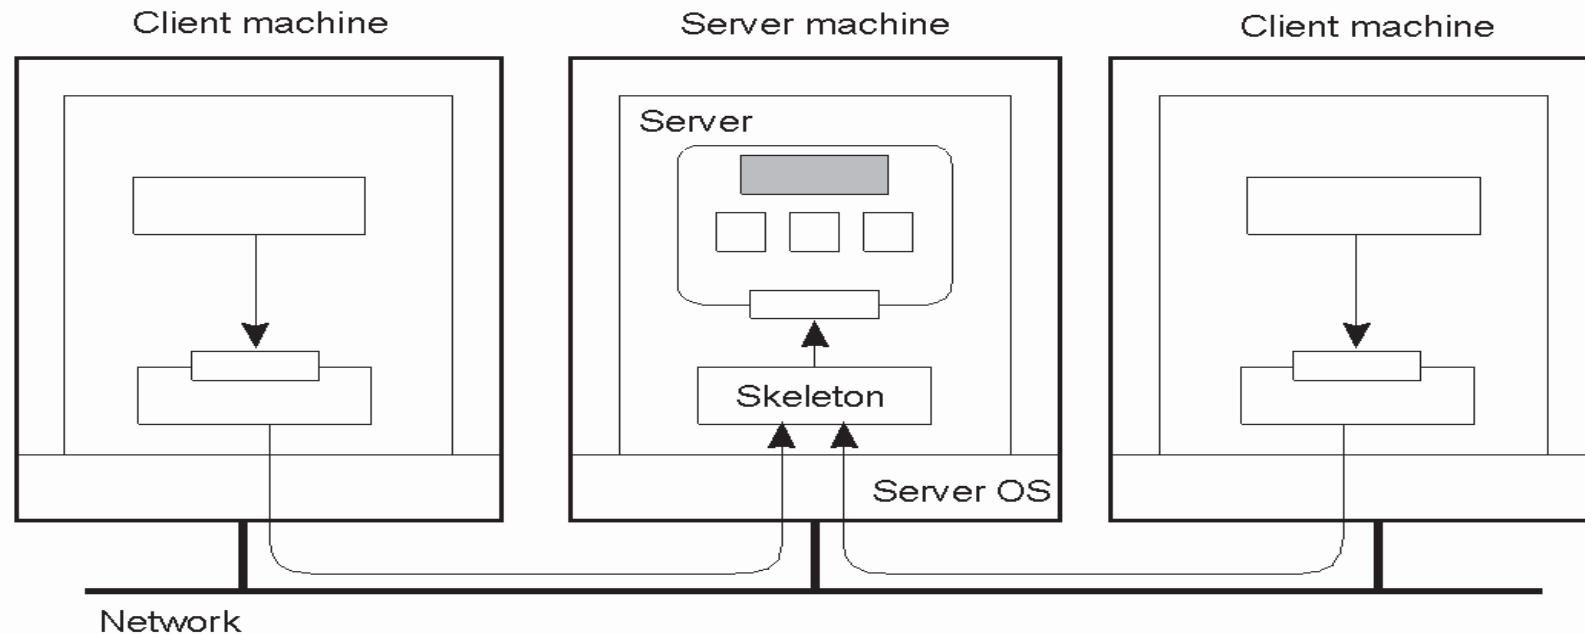 Client machine
Server machine
Client machine
Server
Skeleton
Server OS
Network